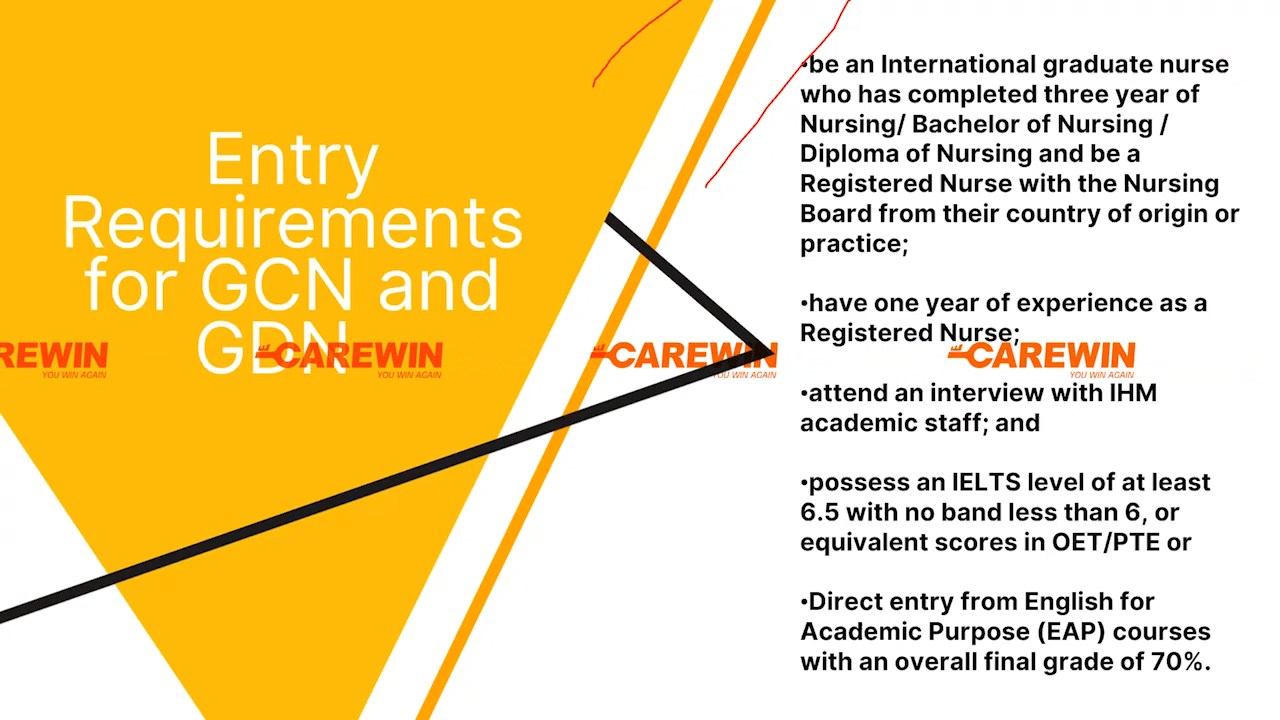 Entry
Requirements
for GCN and
GDN
REWIN
YOU WIN AGAIN
CAREWIN
YOU WIN AGAIN
CAREWIN
YOU WIN AGAIN
CAREWIN
YOU WIN AGAIN
•be an International graduate nurse
who has completed three year of
Nursing/ Bachelor of Nursing /
Diploma of Nursing and be a
Registered Nurse with the Nursing
Board from their country of origin or
practice;
•have one year of experience as a
Registered Nurse;
•attend an interview with IHM
academic staff; and
•possess an IELTS level of at least
6.5 with no band less than 6, or
equivalent scores in OET/PTE or
•Direct entry from English for
Academic Purpose (EAP) courses
with an overall final grade of 70%.